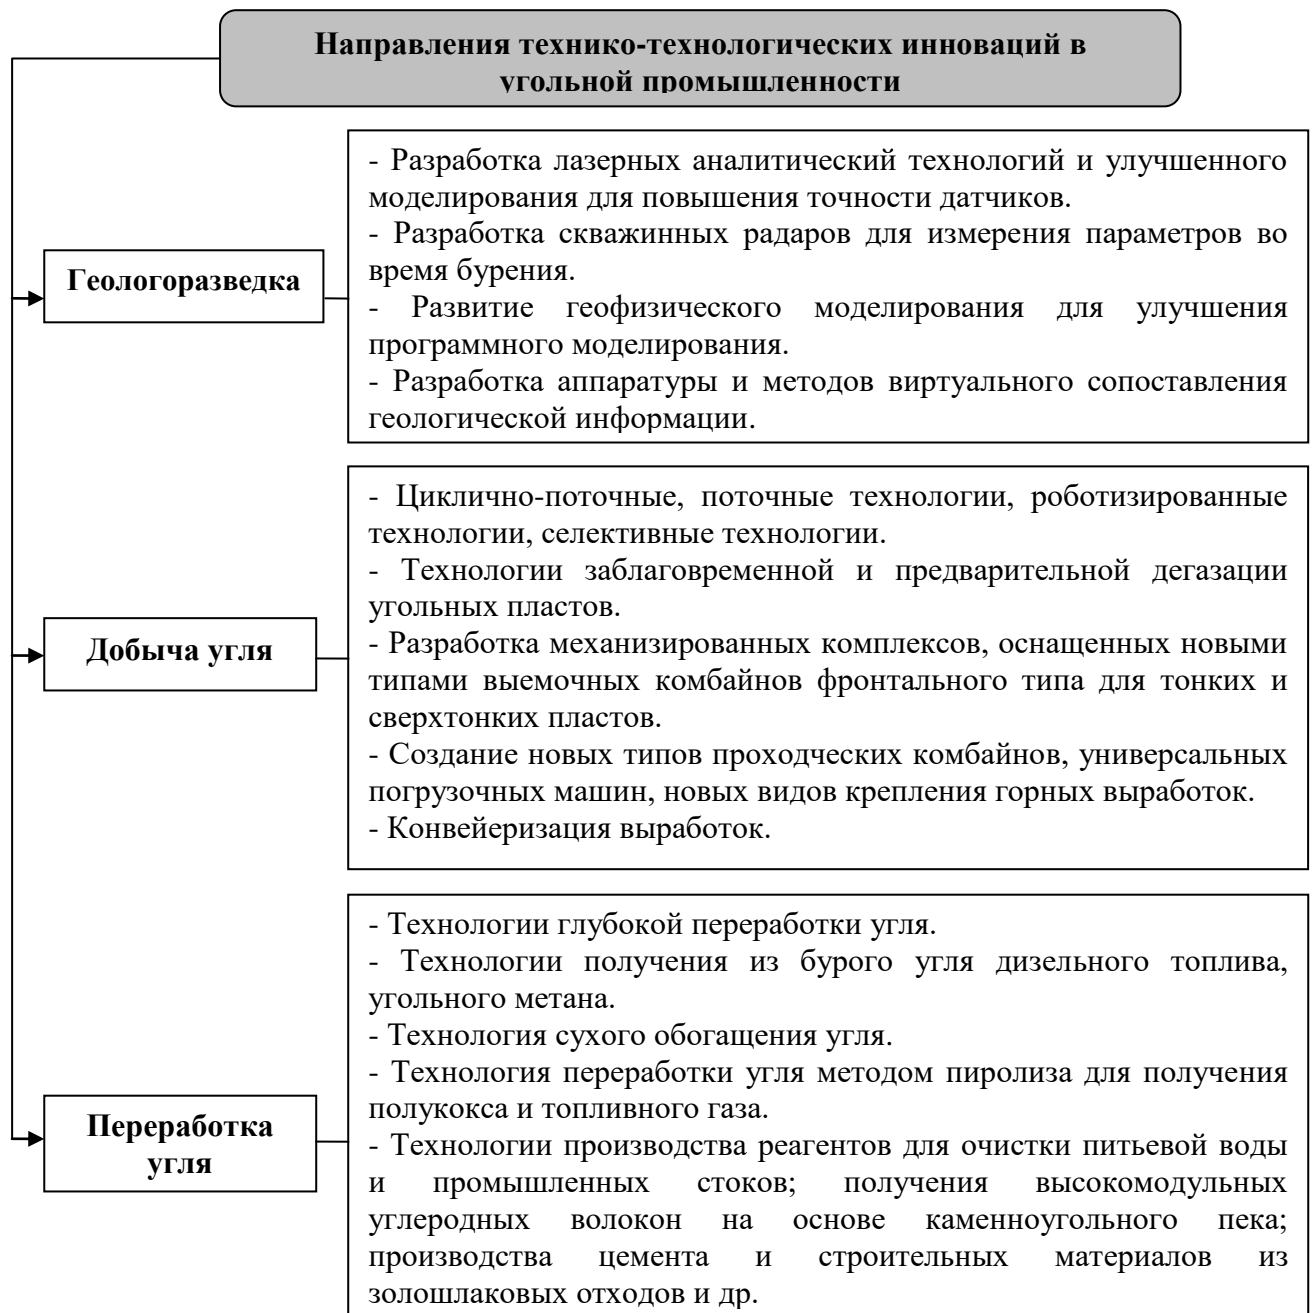 Направления технико-технологических инноваций в
угольной промышленности
Геологоразведка
- Разработка лазерных аналитический технологий и улучшенного
моделирования для повышения точности датчиков.
- Разработка скважинных радаров для измерения параметров во
время бурения.
- Развитие геофизического моделирования для улучшения
программного моделирования.
- Разработка аппаратуры и методов виртуального сопоставления
геологической информации.
Добыча угля
- Циклично-поточные, поточные технологии, роботизированные
технологии, селективные технологии.
- Технологии заблаговременной и предварительной дегазации
угольных пластов.
- Разработка механизированных комплексов, оснащенных новыми
типами выемочных комбайнов фронтального типа для тонких и
сверхтонких пластов.
- Создание новых типов проходческих комбайнов, универсальных
погрузочных машин, новых видов крепления горных выработок.
- Конвейеризация выработок.
Переработка
угля
- Технологии глубокой переработки угля.
- Технологии получения из бурого угля дизельного топлива,
угольного метана.
- Технология сухого обогащения угля.
- Технология переработки угля методом пиролиза для получения
полукокса и топливного газа.
- Технологии производства реагентов для очистки питьевой воды
и промышленных стоков; получения высокомодульных
углеродных волокон на основе каменноугольного пека;
производства цемента и строительных материалов из
золошлаковых отходов и др.